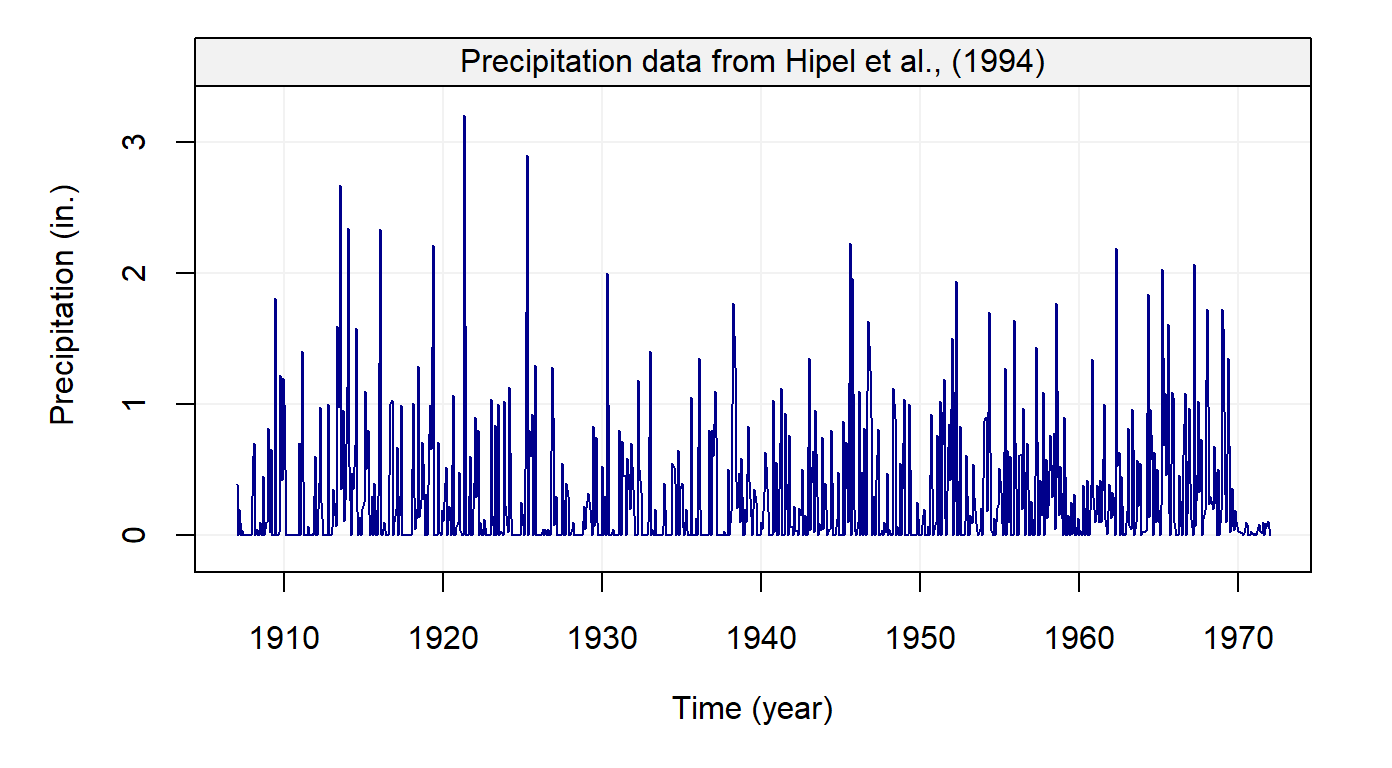 Precipitation data from Hipel et al., (1994)
Precipitation (in.)
3
2
1
0
1910 1920 1930 1940 1950 1960 1970
Time (year)